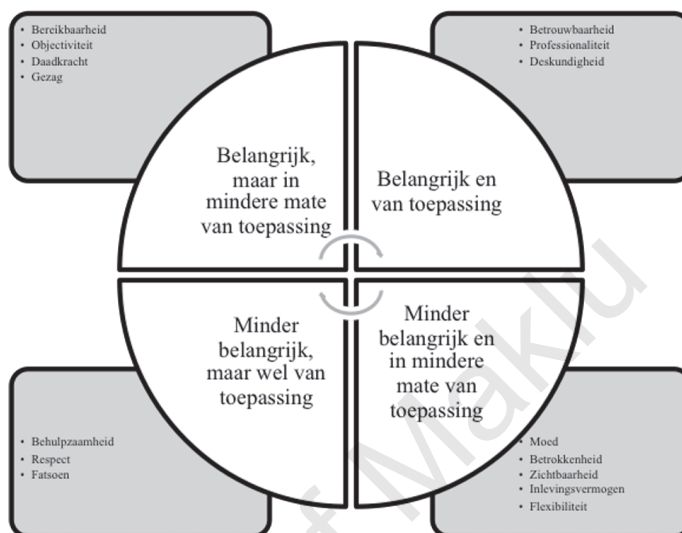 • Bereikbaarheid
• Objectiviteit
• Daadkracht
• Gezag
• Betrouwbaarheid
• Professionaliteit
• Deskundigheid
Belangrijk,
maar in
mindere mate
van toepassing
Belangrijk en
van toepassing
Minder
belangrijk,
maar wel van
toepassing
Minder
belangrijk en
in mindere
mate van
toepassing
• Behulpzaamheid
• Respect
• Fatsoen
• Moed
• Betrokkenheid
• Zichtbaarheid
• Inlevingsvermogen
• Flexibiliteit
f Maklu